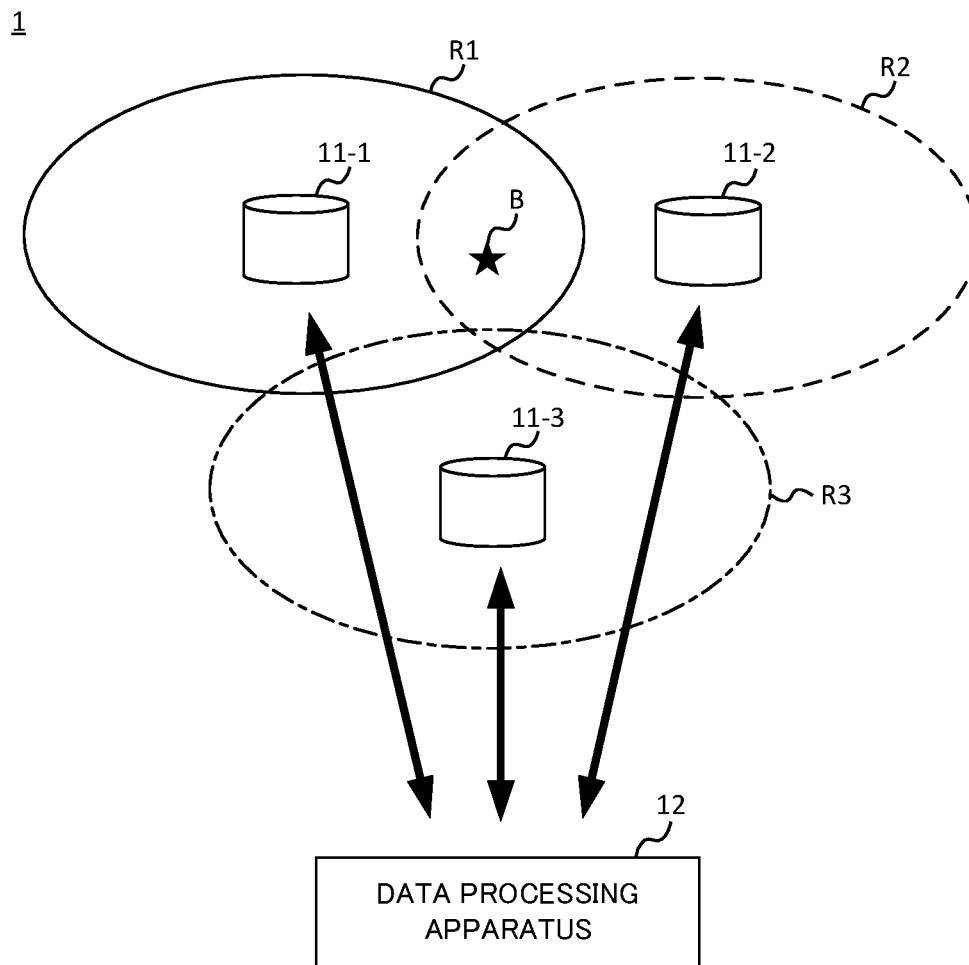 1
R1
R2
11-1
11-2
B
11-3
R3
12
DATA PROCESSING
APPARATUS